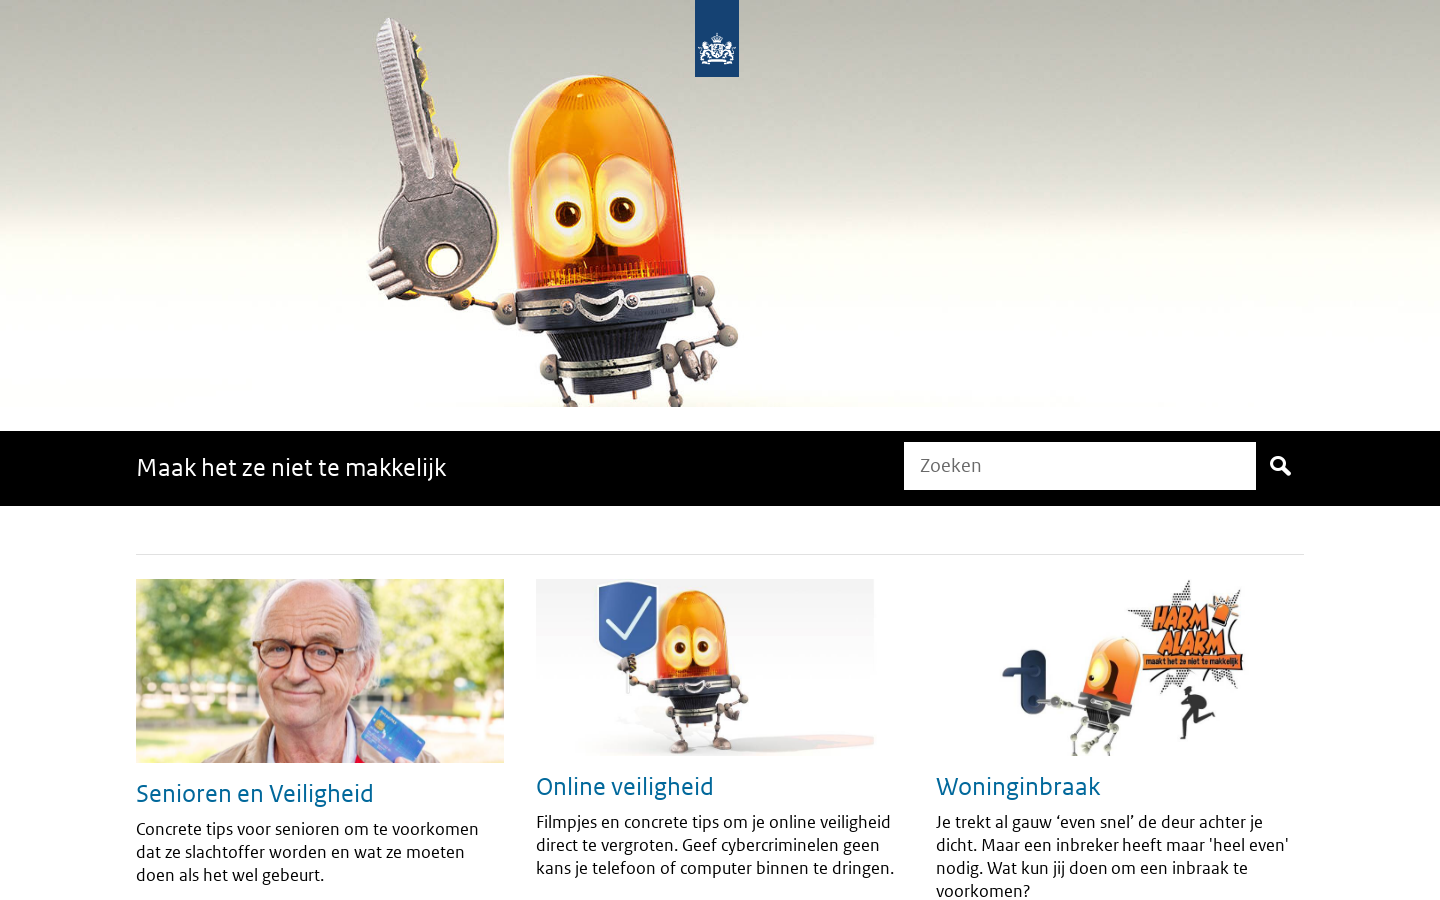 Maak het ze niet te makkelijk
Zoeken
HARM
ALARM
maakt het ze niet te makkelijk
Senioren en Veiligheid
Concrete tips voor senioren om te voorkomen
dat ze slachtoffer worden en wat ze moeten
doen als het wel gebeurt.
Online veiligheid
Filmpjes en concrete tips om je online veiligheid
direct te vergroten. Geef cybercriminelen geen
kans je telefoon of computer binnen te dringen.
Woninginbraak
Je trekt al gauw ‘even snel’ de deur achter je
dicht. Maar een inbreker heeft maar 'heel even'
nodig. Wat kun jij doen om een inbraak te
voorkomen?